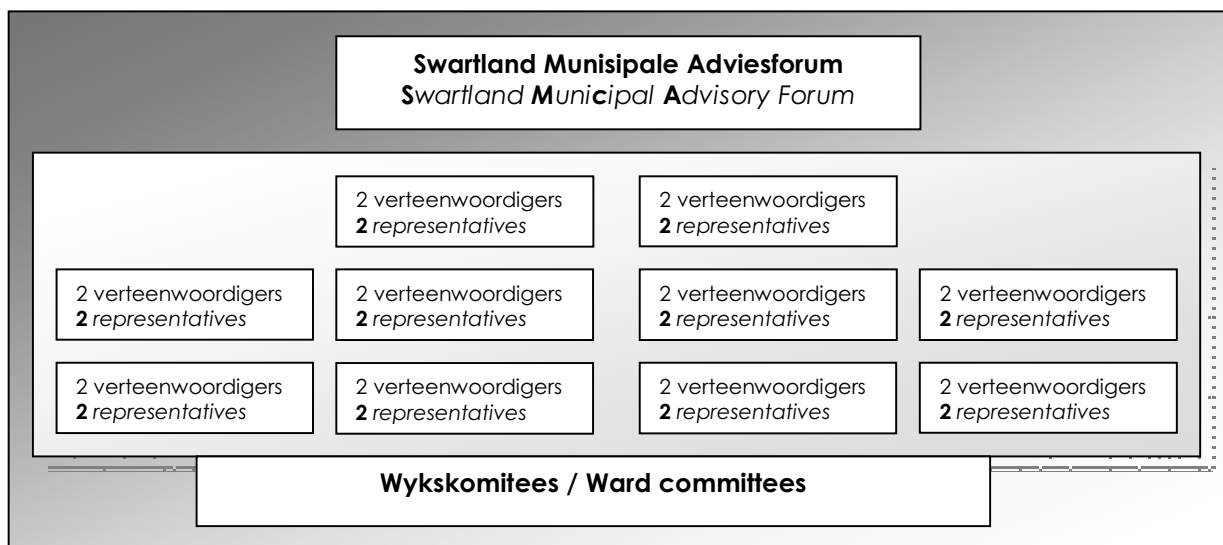 Swartland Munisipale Adviesforum
Swartland Municipal Advisory Forum
2 verteenwoordigers
2 representatives
2 verteenwoordigers
2 representatives
2 verteenwoordigers
2 representatives
2 verteenwoordigers
2 representatives
2 verteenwoordigers
2 representatives
2 verteenwoordigers
2 representatives
2 verteenwoordigers
2 representatives
2 verteenwoordigers
2 representatives
2 verteenwoordigers
2 representatives
2 verteenwoordigers
2 representatives
Wykskomitees / Ward committees